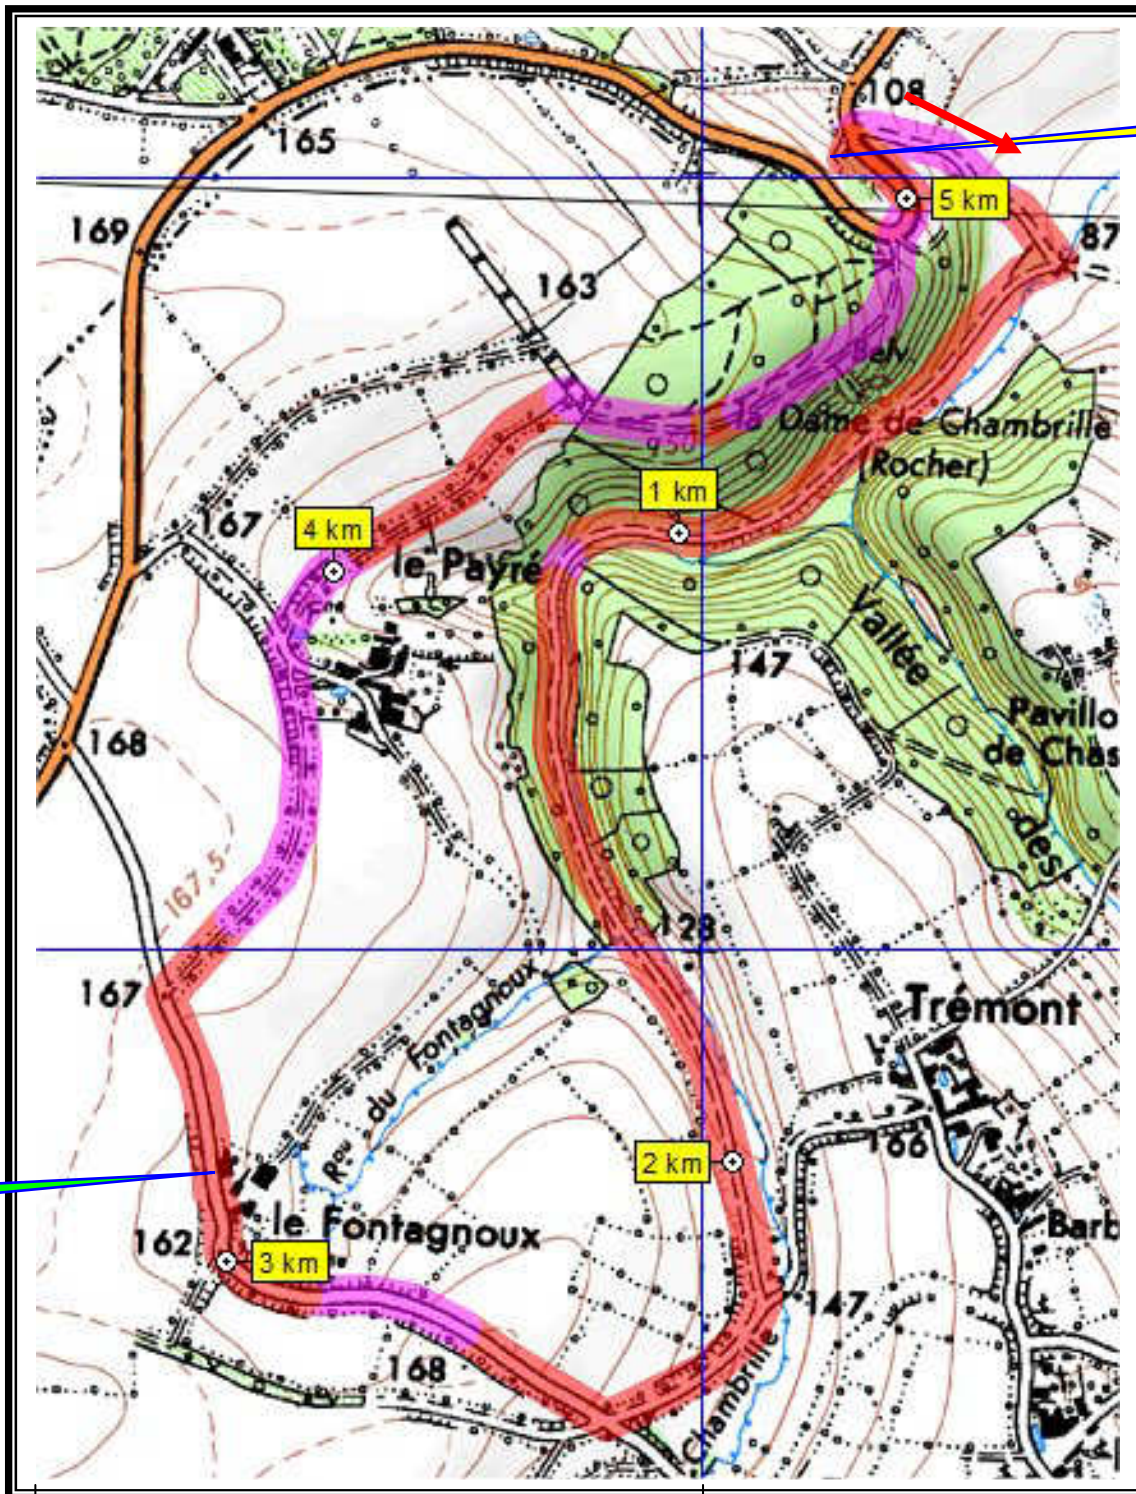 108
165
5 km
169
87
163
Belv.
la Dame de Chambrille
(Rocher)
1 km
167
4 km
le Payré
Vallée
147
Pavillo
de Chas
168
des
167,5
128
167
Fontagnoux
du
Rau
Trémont
166
2 km
162
le Fontagnoux
Barb
3 km
147
168
Chambrille